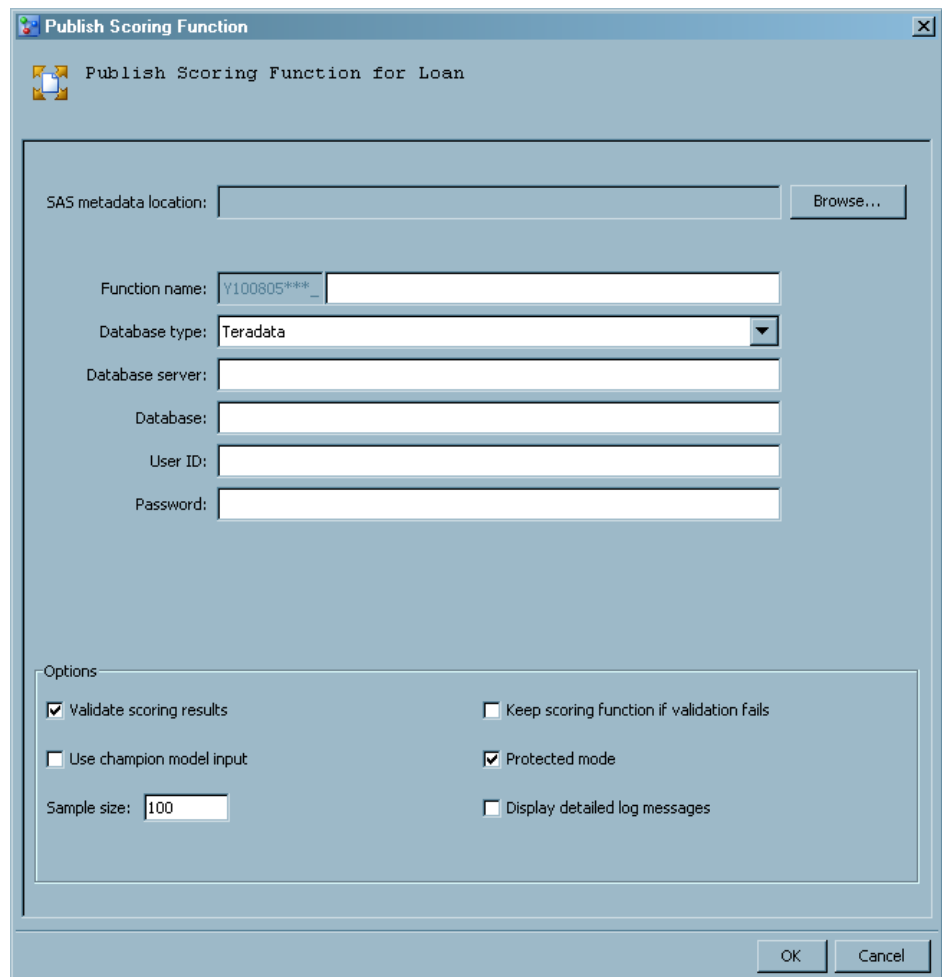 Publish Scoring Function
Publish Scoring Function for Loan
SAS metadata location:
Browse...
Function name: Y100805***_
Database type: Teradata
Database server:
Database:
User ID:
Password:
Options
Validate scoring results
Keep scoring function if validation fails
Use champion model input
Protected mode
Sample size: 100
Display detailed log messages
OK
Cancel